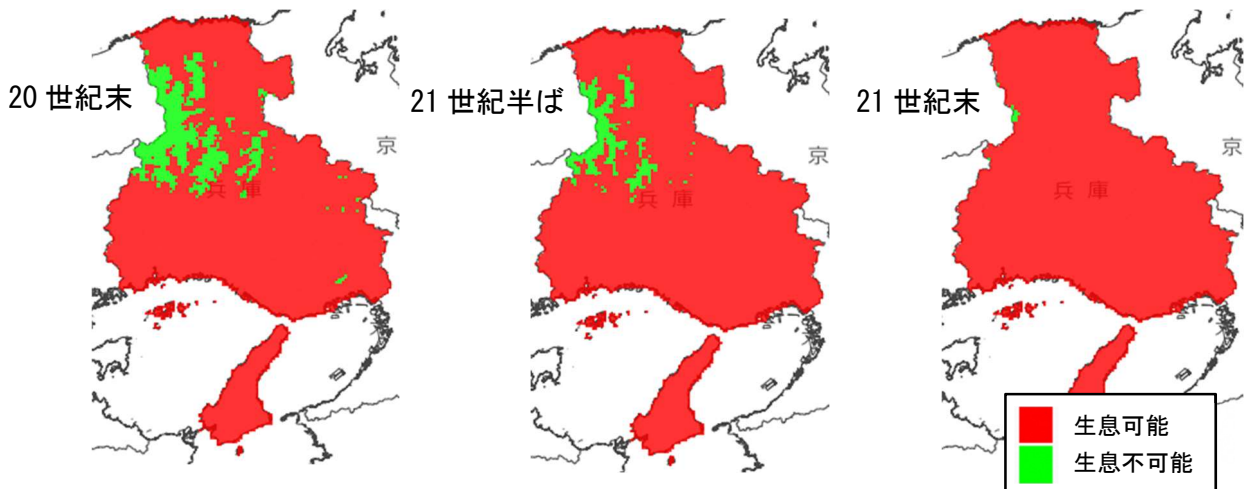 20 世紀末
21 世紀半ば
21 世紀末
京
京
京
兵 庫
兵 庫
兵 庫
生息可能
生息不可能